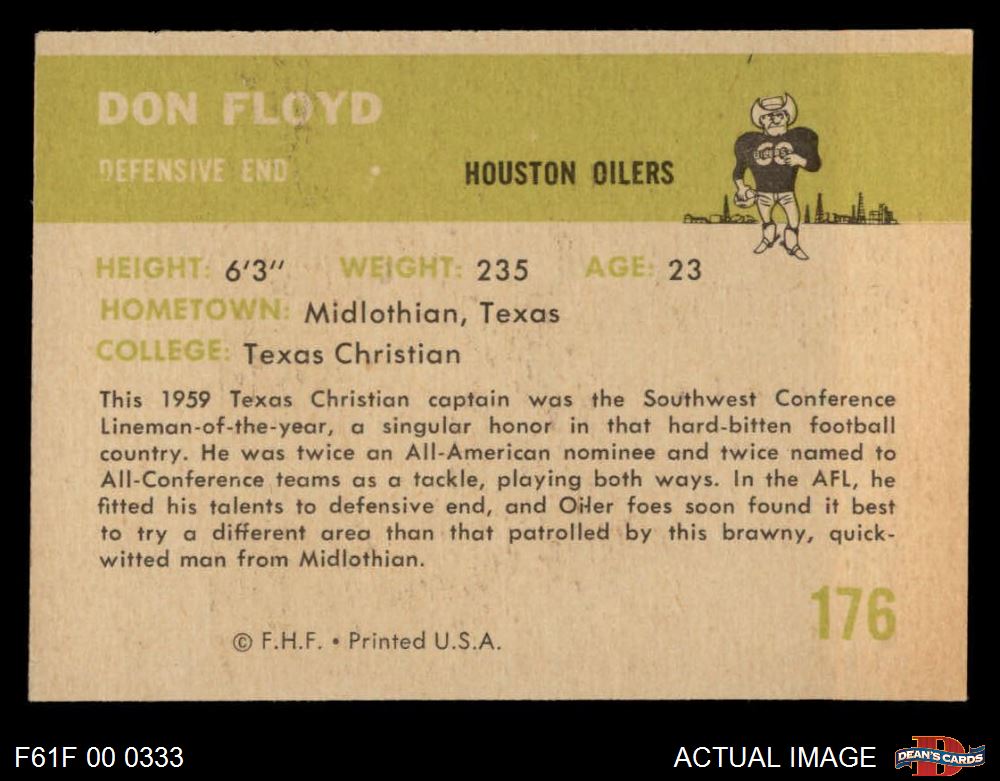 DON FLOYD
DEFENSIVE END
HOUSTON OILERS
OILERS
HEIGHT: 6'3" WEIGHT: 235 AGE: 23
HOMETOWN: Midlothian, Texas
COLLEGE: Texas Christian
This 1959 Texas Christian captain was the Southwest Conference
Lineman-of-the-year, a singular honor in that hard-bitten football
country. He was twice an All-American nominee and twice named to
All-Conference teams as a tackle, playing both ways. In the AFL, he
fitted his talents to defensive end, and Oiler foes soon found it best
to try a different area than that patrolled by this brawny, quick-
witted man from Midlothian.
176
© F.H.F. • Printed U.S.A.
F61F 00 0333
ACTUAL IMAGE
DEAN'S CARDS